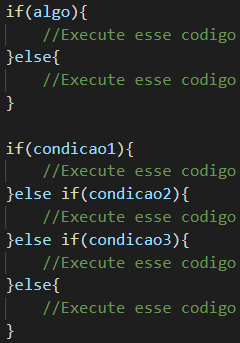 if(algo){
    //Execute esse codigo
}else{
    //Execute esse codigo
}

if(condicao1){
    //Execute esse codigo
}else if(condicao2){
    //Execute esse codigo
}else if(condicao3){
    //Execute esse codigo
}else{
    //Execute esse codigo
}